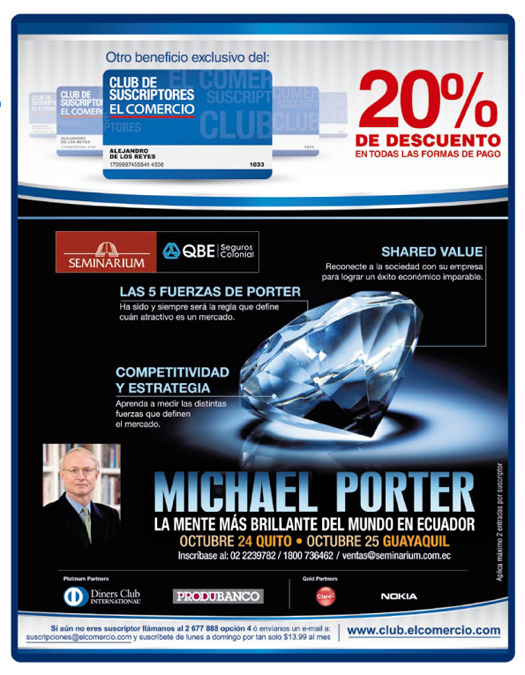 Otro beneficio exclusivo del:
CLUB DE
SUSCRIPTORES
EL COMERCIO
ALEJANDRO
DE LOS REYES
1033
20%
DE DESCUENTO
EN TODAS LAS FORMAS DE PAGO
SEMINARIUM
QBE Seguros
Colonial
SHARED VALUE
Reconecte a la sociedad con su empresa
para lograr un éxito económico imparable.
LAS 5 FUERZAS DE PORTER
Ha sido y siempre será la regla que define
cuán atractivo es un mercado.
COMPETITIVIDAD
Y ESTRATEGIA
Aprenda a medir las distintas
fuerzas que definen
el mercado.
MICHAEL PORTER
LA MENTE MÁS BRILLANTE DEL MUNDO EN ECUADOR
OCTUBRE 24 QUITO • OCTUBRE 25 GUAYAQUIL
Inscríbase al: 02 2239782 / 1800 736462 / ventas@seminarium.com.ec
Aplica máximo 2 entradas por suscriptor
Platinum Partners
Gold Partners
Diners Club
INTERNATIONAL
PRODUBANCO
Claro
NOKIA
Si aún no eres suscriptor llámanos al 2 677 888 opción 4 ó envíanos un e-mail a:
suscripciones@elcomercio.com y suscríbete de lunes a domingo por tan solo $13.99 al mes
www.club.elcomercio.com